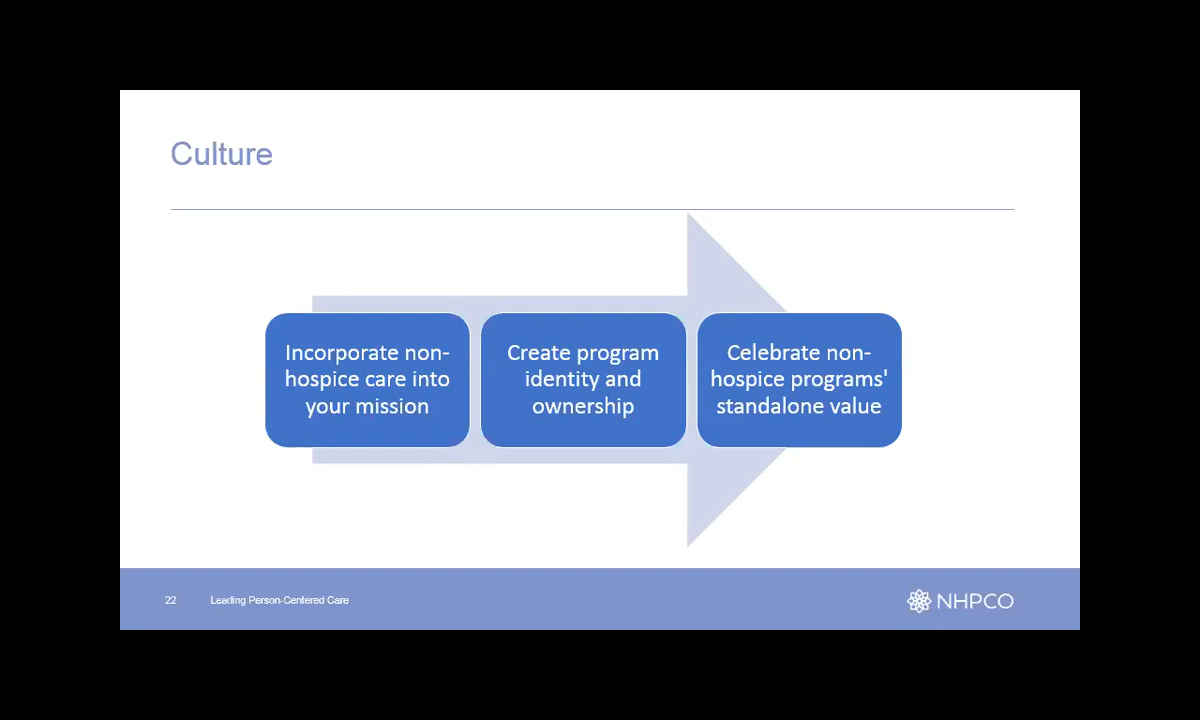 Culture
Incorporate non-
hospice care into
your mission
Create program
identity and
ownership
Celebrate non-
hospice programs'
standalone value
22
Leading Person-Centered Care
NHPCO